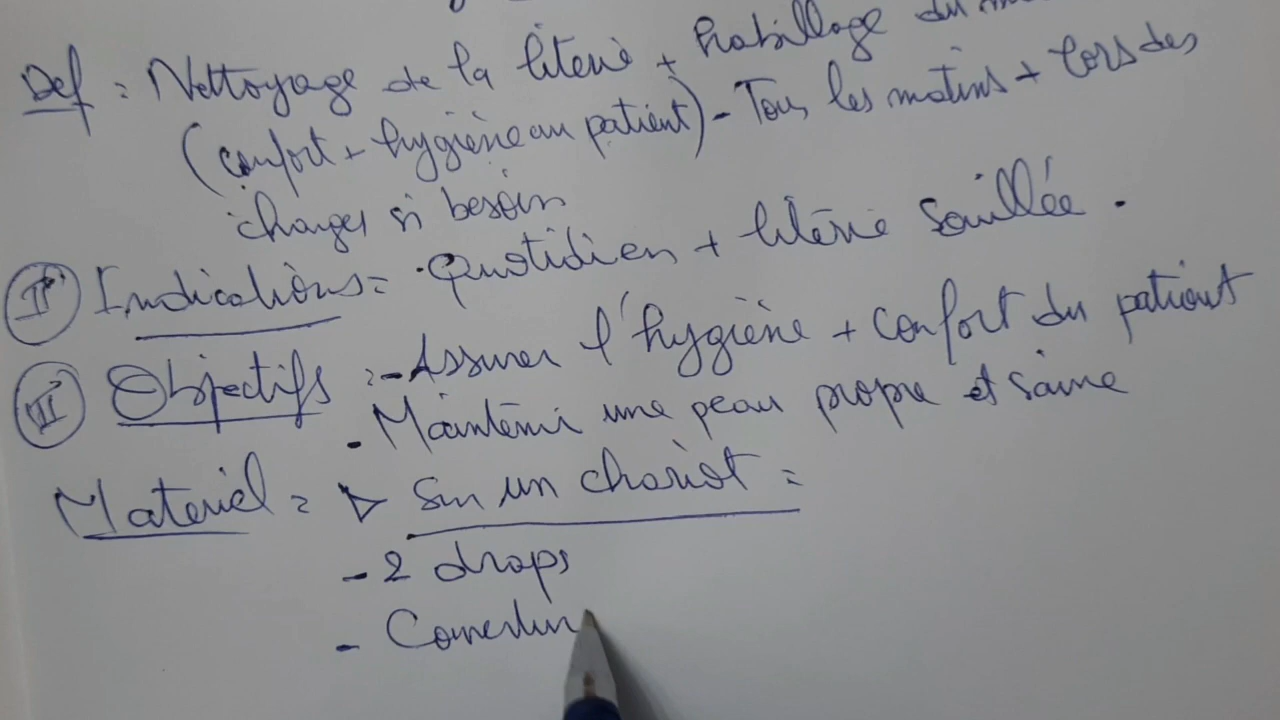 Def : Nettoyage de la literie + habillage du
(confort + hygiène au patient) - Tous les matins + lors des
changes si besoin
II Indications = Quotidien + literie souillée.
III Objectifs : - Assurer l'hygiène + confort du patient
- Maintenir une peau propre et saine
Materiel = ▷ Sur un chariot =
- 2 draps
- Couvertur